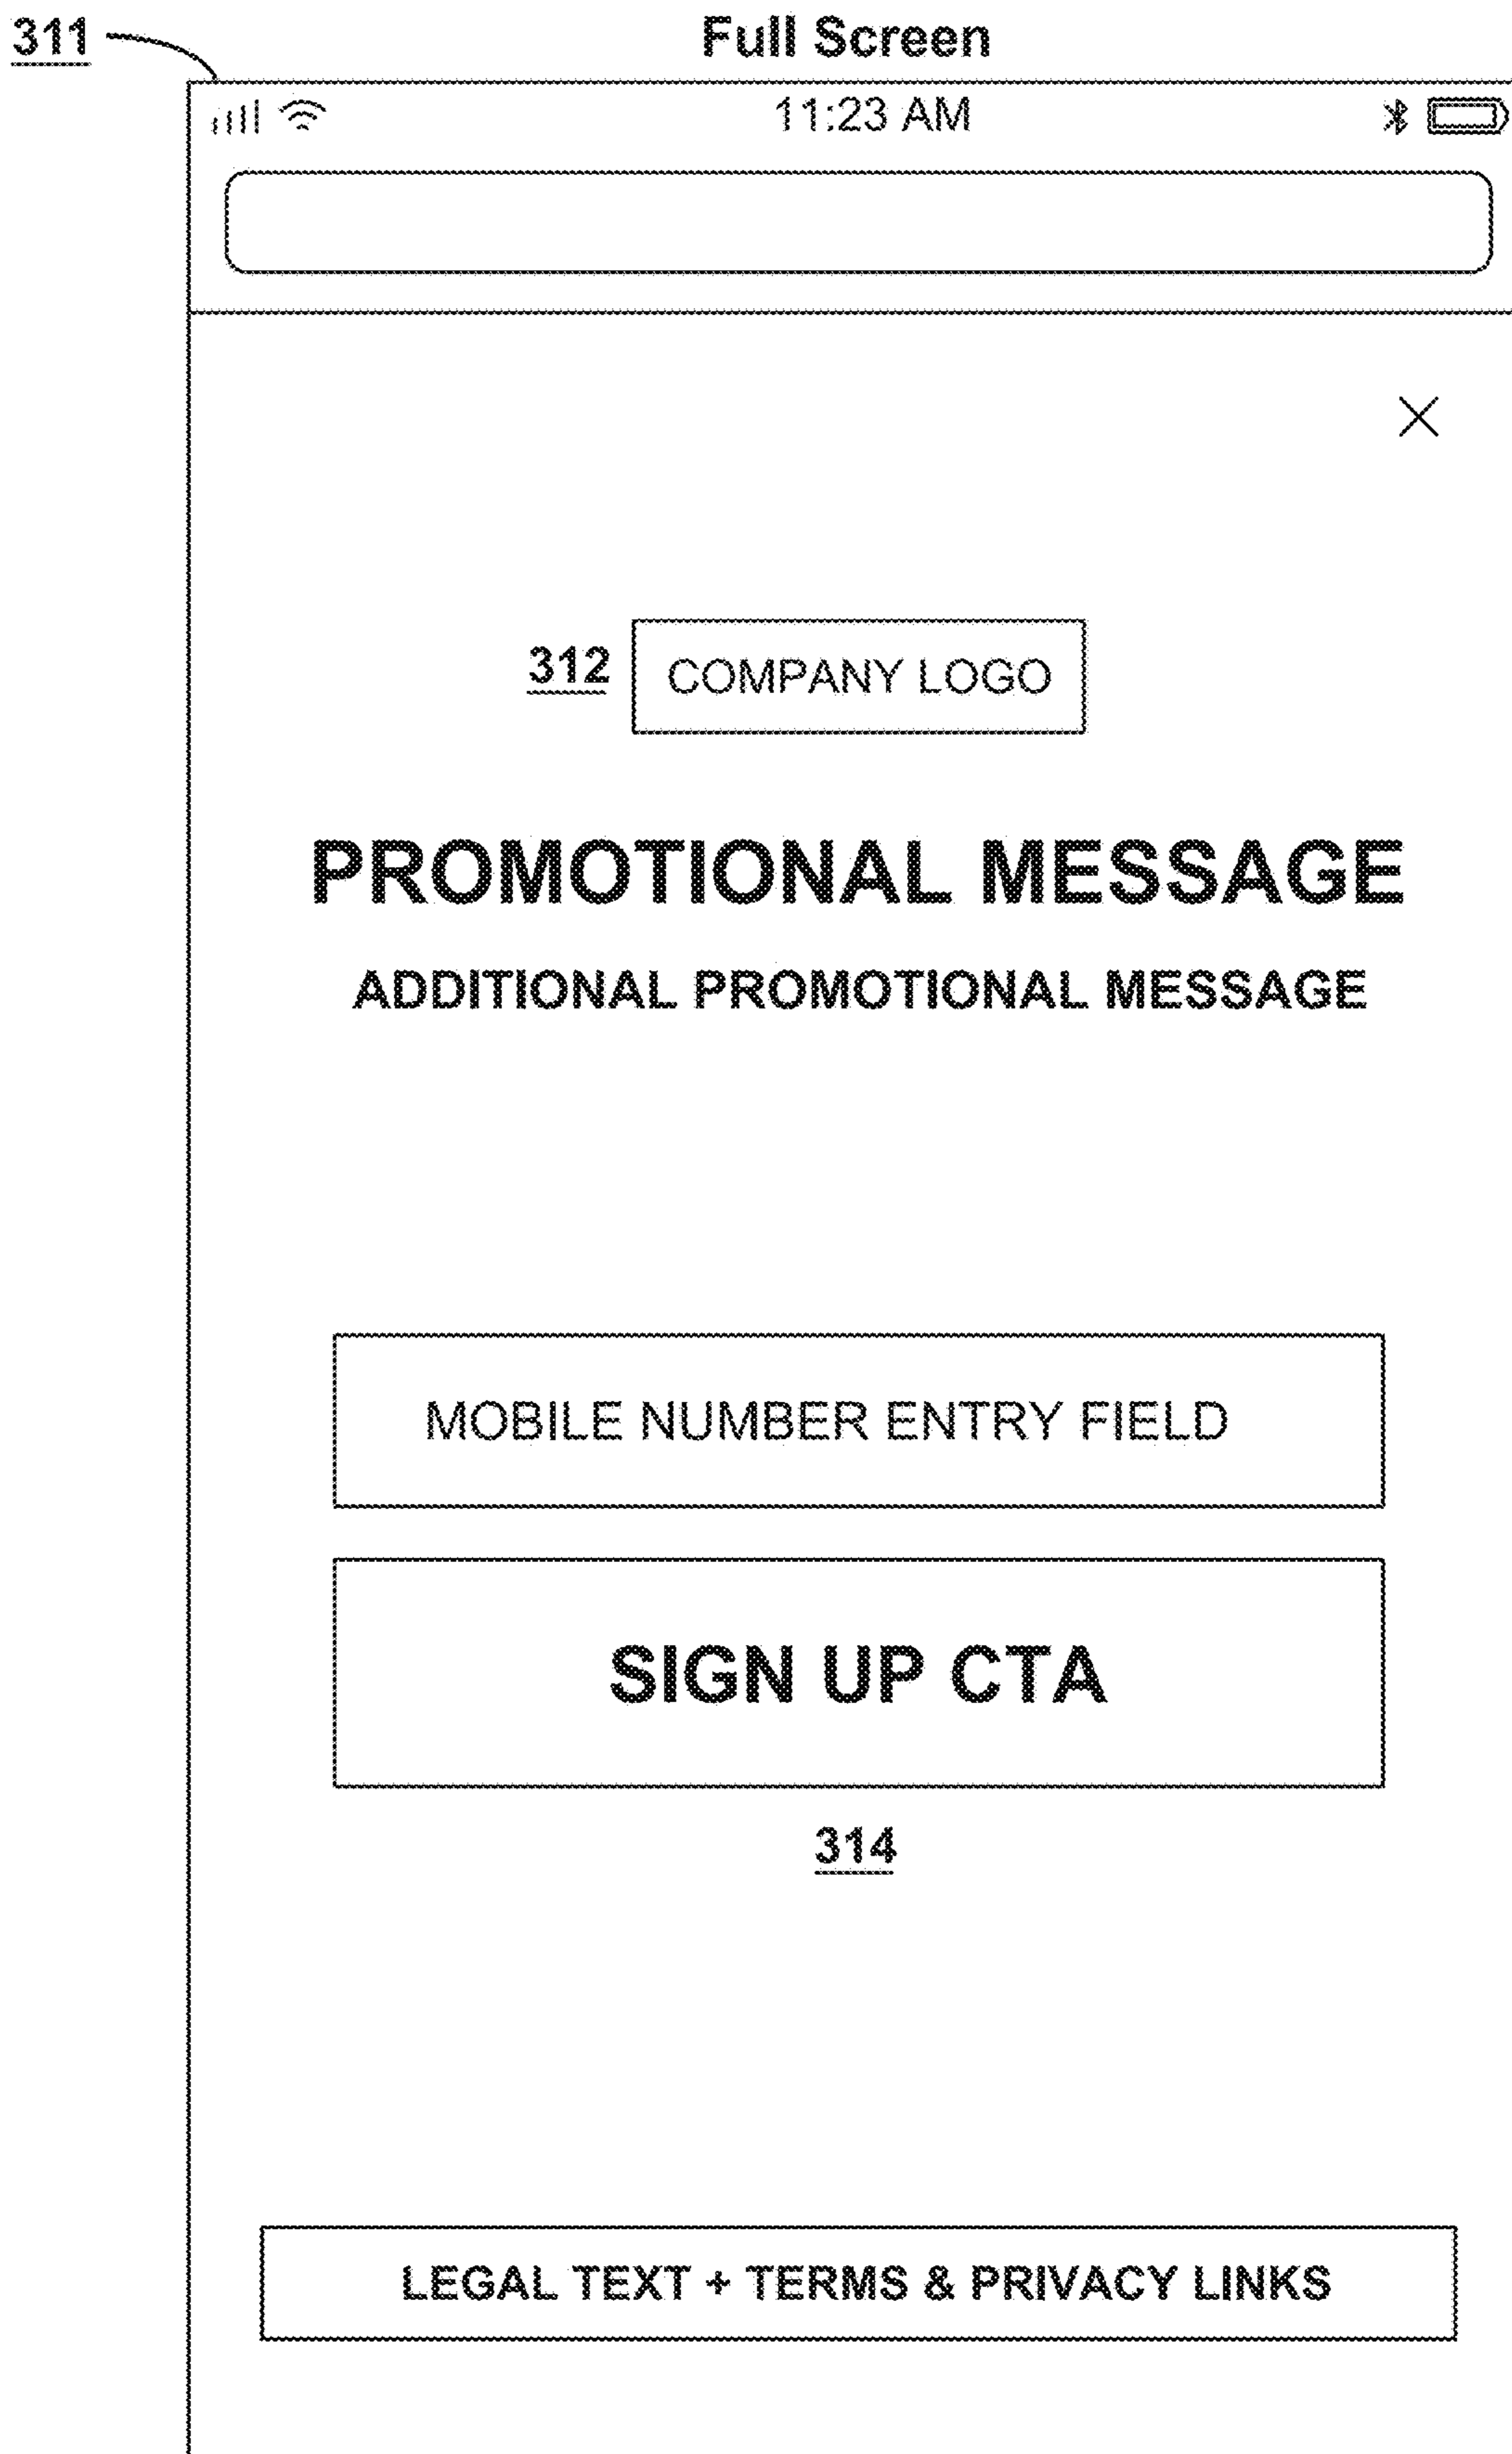 311
Full Screen
11:23 AM
312
COMPANY LOGO
PROMOTIONAL MESSAGE
ADDITIONAL PROMOTIONAL MESSAGE
MOBILE NUMBER ENTRY FIELD
SIGN UP CTA
314
LEGAL TEXT + TERMS & PRIVACY LINKS